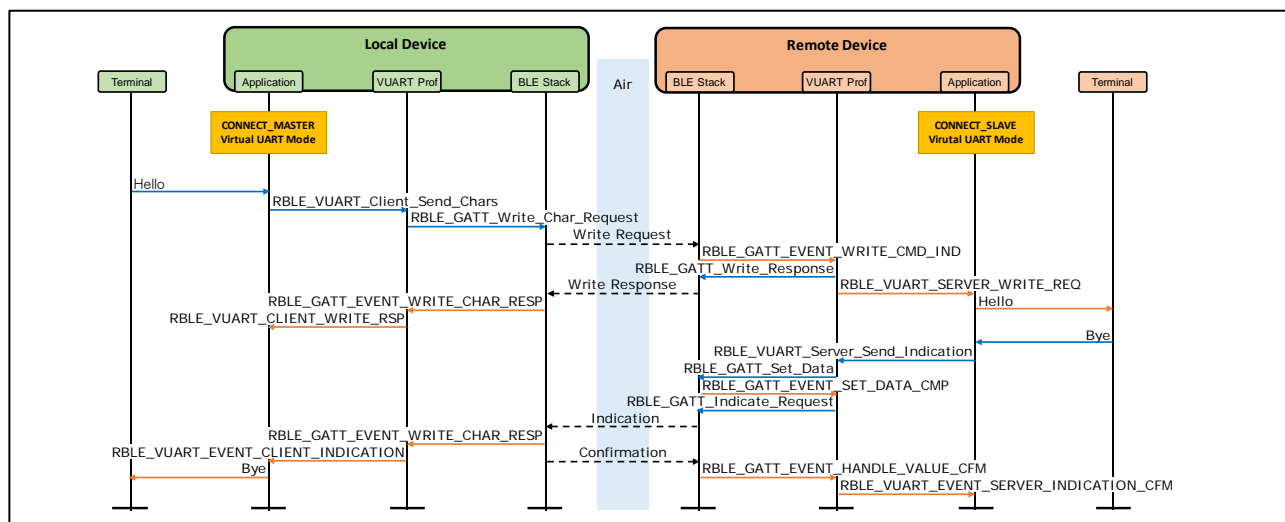 Local Device
Remote Device
Air
Terminal
Application
VUART Prof
BLE Stack
BLE Stack
VUART Prof
Application
Terminal
CONNECT_MASTER
Virtual UART Mode
CONNECT_SLAVE
Virutal UART Mode
Hello
RBLE_VUART_Client_Send_Chars
RBLE_GATT_Write_Char_Request
Write Request
RBLE_GATT_EVENT_WRITE_CMD_IND
RBLE_GATT_Write_Response
Write Response
RBLE_VUART_SERVER_WRITE_REQ
RBLE_GATT_EVENT_WRITE_CHAR_RESP
Hello
RBLE_VUART_CLIENT_WRITE_RSP
Bye
RBLE_VUART_Server_Send_Indication
RBLE_GATT_Set_Data
RBLE_GATT_EVENT_SET_DATA_CMP
RBLE_GATT_Indicate_Request
Indication
RBLE_GATT_EVENT_WRITE_CHAR_RESP
RBLE_VUART_EVENT_CLIENT_INDICATION
Confirmation
Bye
RBLE_GATT_EVENT_HANDLE_VALUE_CFM
RBLE_VUART_EVENT_SERVER_INDICATION_CFM